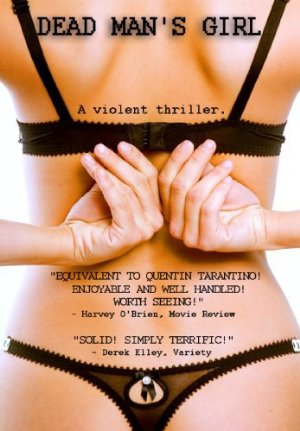 DEAD MAN'S GIRL
A violent thriller.
"EQUIVALENT TO QUENTIN TARANTINO!
ENJOYABLE AND WELL HANDLED!
WORTH SEEING!"
- Harvey O'Brien, Movie Review
"SOLID! SIMPLY TERRIFIC!"
- Derek Elley, Variety